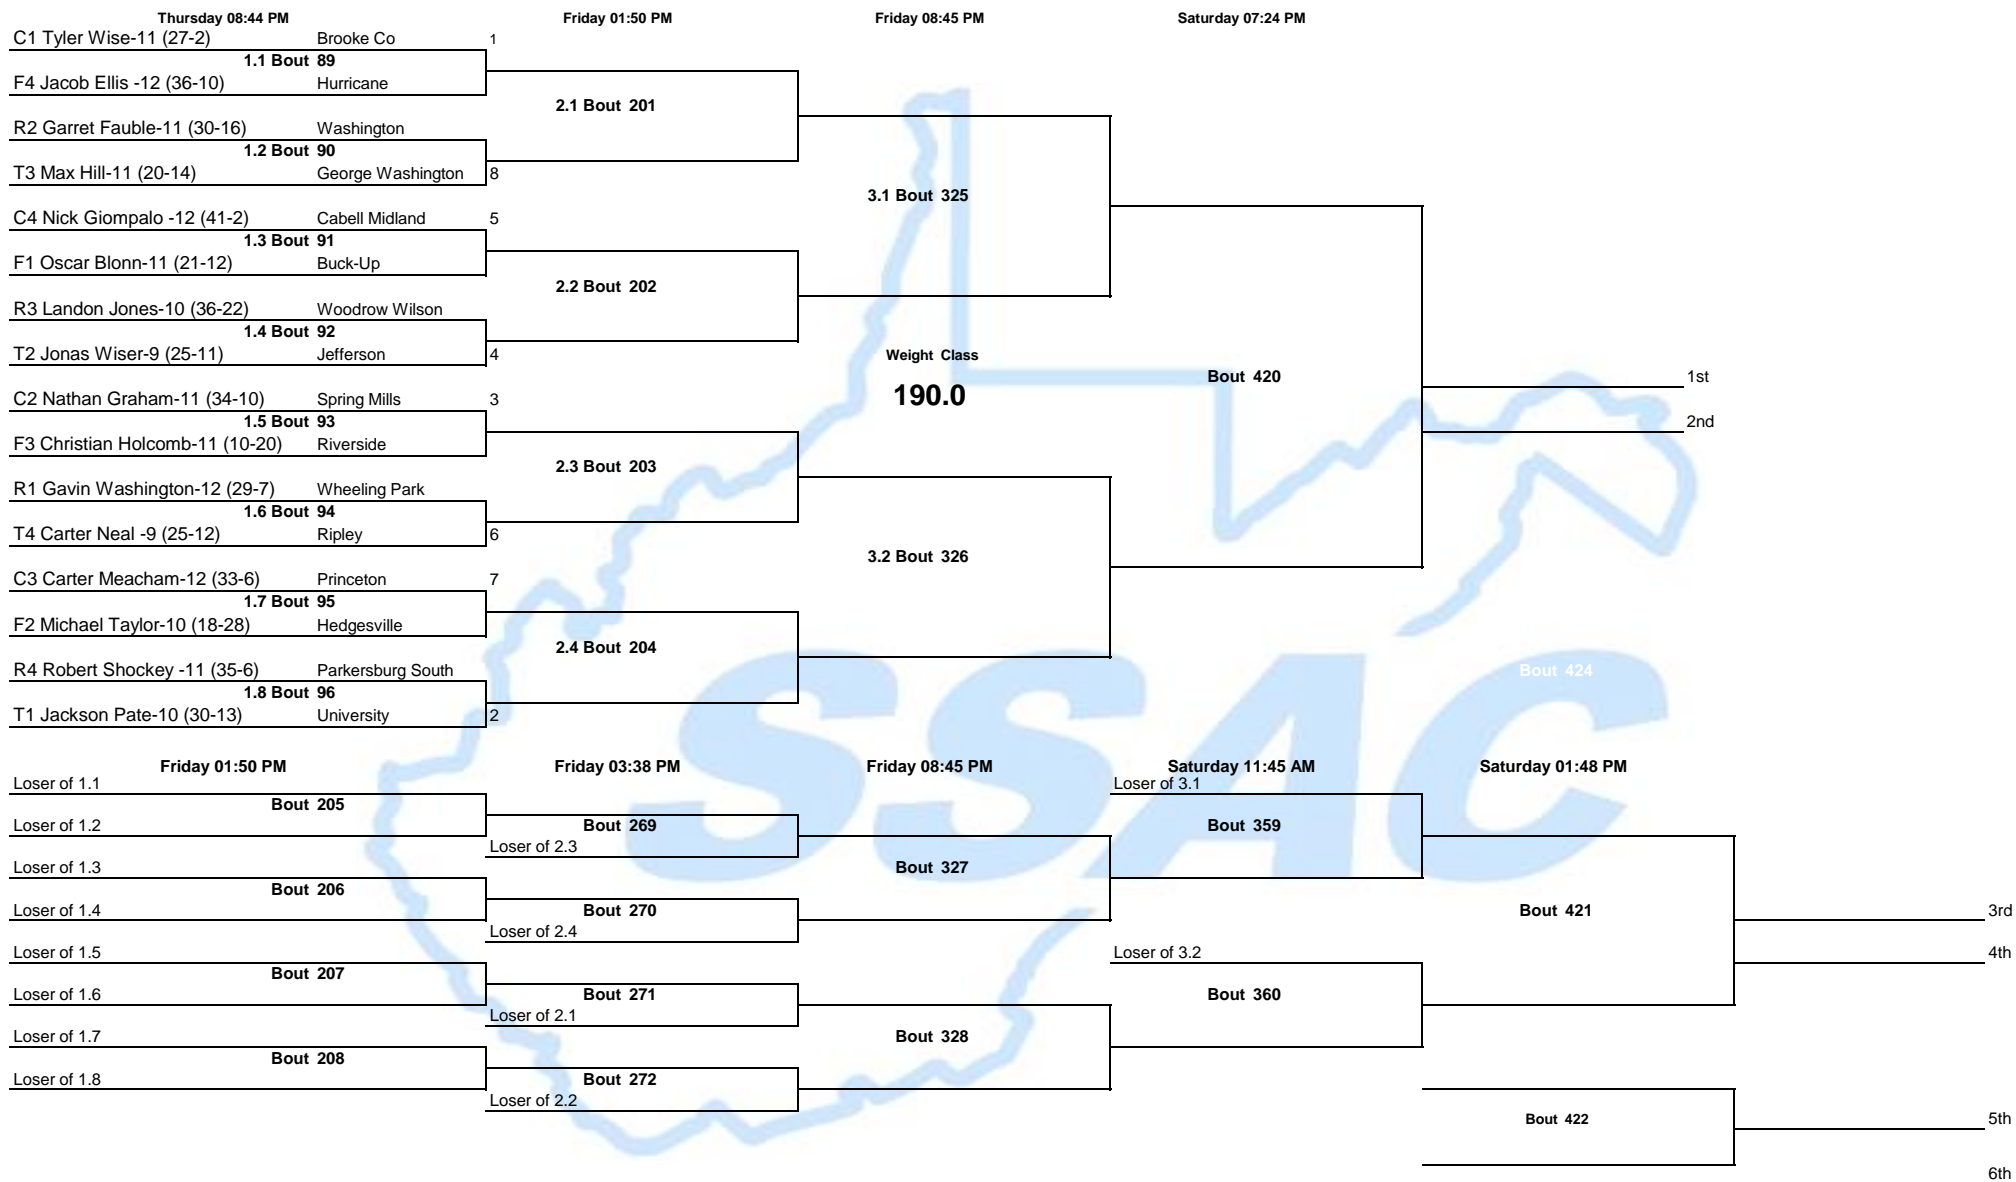 Thursday 08:44 PM Friday 01:50 PM Friday 08:45 PM Saturday 07:24 PM
C1 Tyler Wise-11 (27-2) Brooke Co 1
1.1 Bout 89
F4 Jacob Ellis -12 (36-10) Hurricane
2.1 Bout 201
R2 Garret Fauble-11 (30-16) Washington
1.2 Bout 90
T3 Max Hill-11 (20-14) George Washington 8
3.1 Bout 325
C4 Nick Giompalo -12 (41-2) Cabell Midland 5
1.3 Bout 91
F1 Oscar Blonn-11 (21-12) Buck-Up
2.2 Bout 202
R3 Landon Jones-10 (36-22) Woodrow Wilson
1.4 Bout 92
T2 Jonas Wiser-9 (25-11) Jefferson 4
Weight Class
190.0
Bout 420
1st
2nd
C2 Nathan Graham-11 (34-10) Spring Mills 3
1.5 Bout 93
F3 Christian Holcomb-11 (10-20) Riverside
2.3 Bout 203
R1 Gavin Washington-12 (29-7) Wheeling Park
1.6 Bout 94
T4 Carter Neal -9 (25-12) Ripley 6
3.2 Bout 326
C3 Carter Meacham-12 (33-6) Princeton 7
1.7 Bout 95
F2 Michael Taylor-10 (18-28) Hedgesville
2.4 Bout 204
R4 Robert Shockey -11 (35-6) Parkersburg South
Bout 424
1.8 Bout 96
T1 Jackson Pate-10 (30-13) University 2
SSAC
Friday 01:50 PM Friday 03:38 PM Friday 08:45 PM Saturday 11:45 AM Saturday 01:48 PM
Loser of 1.1 Loser of 3.1
Bout 205
Loser of 1.2 Bout 269 Bout 359
Loser of 2.3
Loser of 1.3 Bout 327
Bout 206
Loser of 1.4 Bout 270 Bout 421 3rd
Loser of 2.4
Loser of 1.5 Loser of 3.2 4th
Bout 207
Loser of 1.6 Bout 271 Bout 360
Loser of 2.1
Loser of 1.7 Bout 328
Bout 208
Loser of 1.8 Bout 272
Loser of 2.2
Bout 422 5th
6th